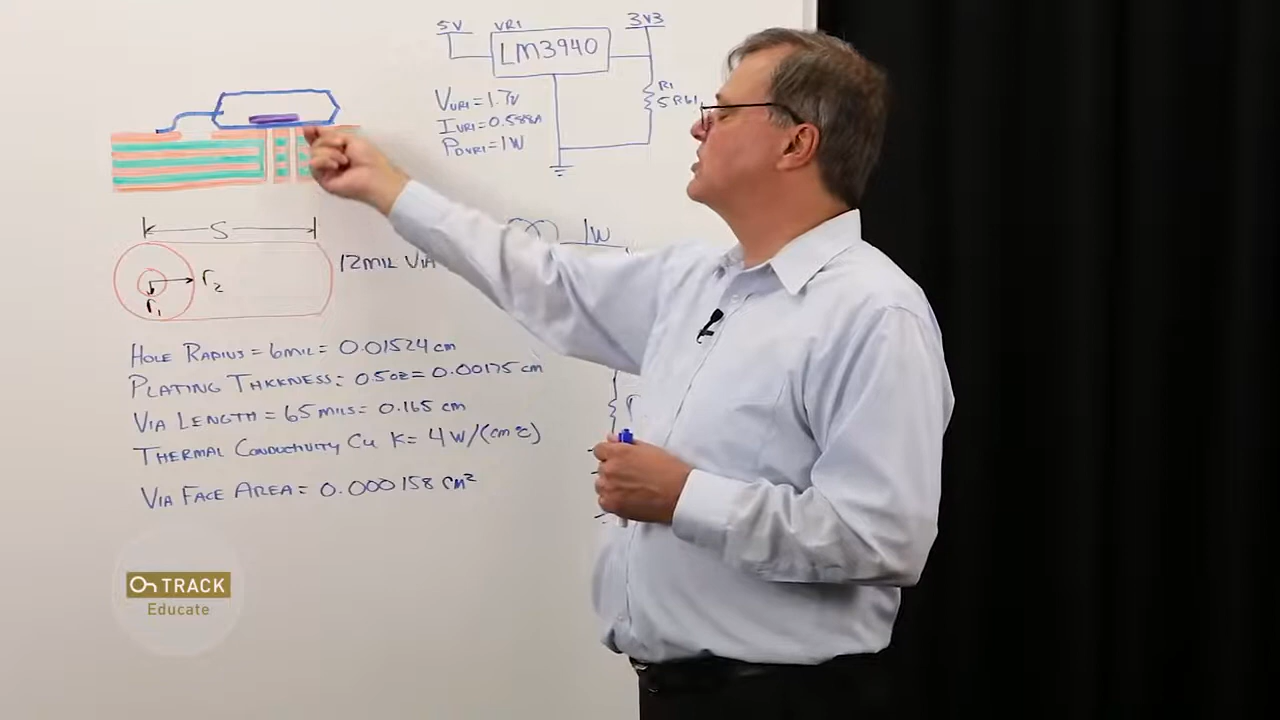 5V
VR1
3V3
LM3940
R1
VVR1 = 1.7V
IVR1 = 0.588A
PDVR1 = 1W
S
1W
r2
r1
12MIL VIA
HOLE RADIUS = 6MIL = 0.01524 cm
PLATING THICKNESS: 0.5oz = 0.00175 cm
VIA LENGTH = 65 MILS = 0.165 cm
THERMAL CONDUCTIVITY Cu K = 4 W/(cm°C)
VIA FACE AREA = 0.000158 cm²
On TRACK
Educate